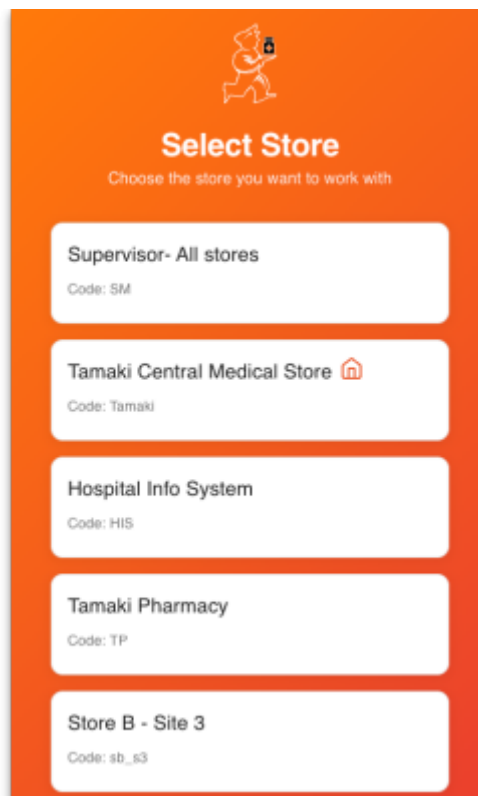 Select Store
Choose the store you want to work with
Supervisor- All stores
Code: SM
Tamaki Central Medical Store
Code: Tamaki
Hospital Info System
Code: HIS
Tamaki Pharmacy
Code: TP
Store B - Site 3
Code: sb_s3